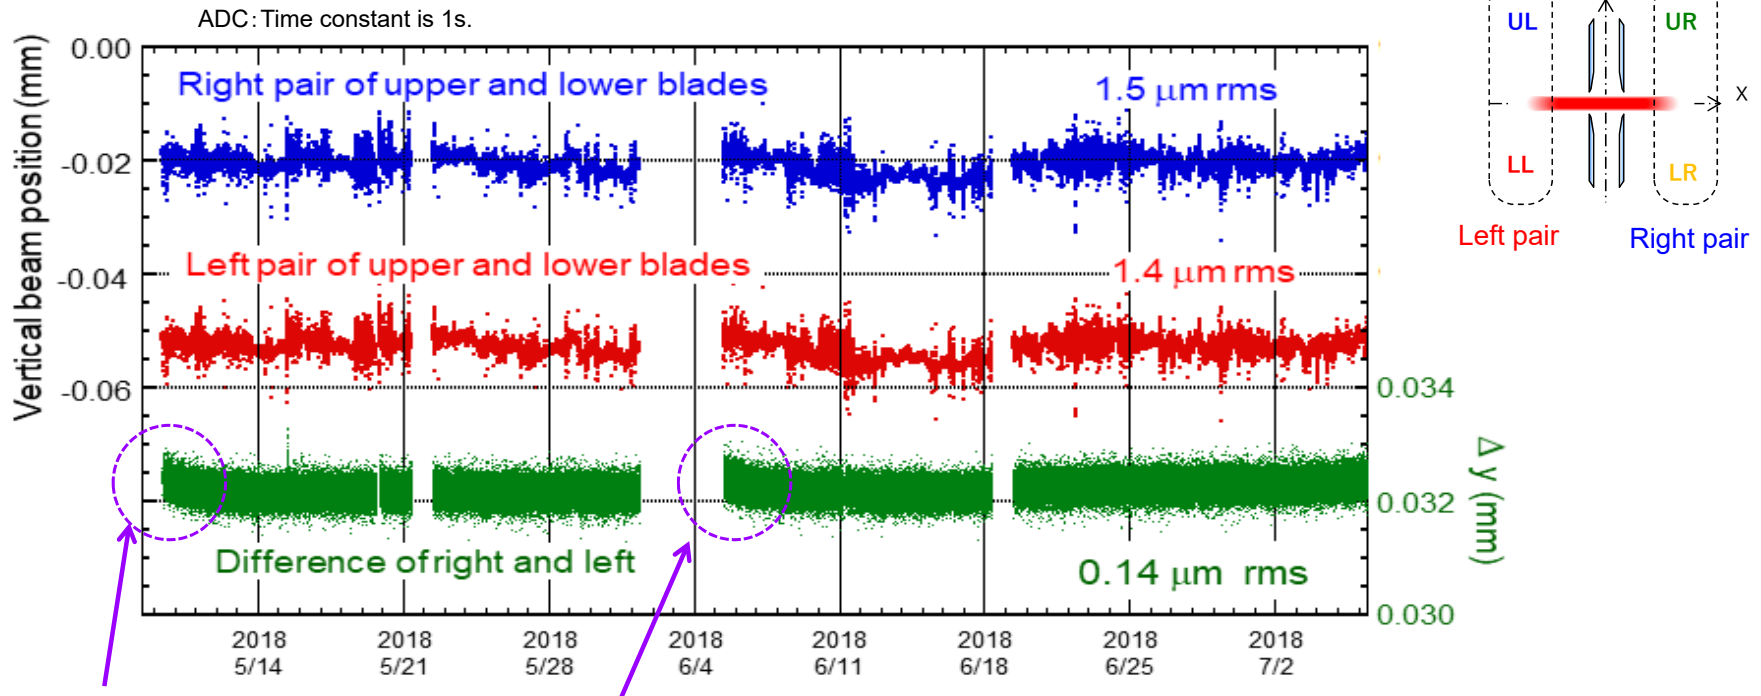 ADC：Time constant is 1s.
Vertical beam position (mm)
0.00
-0.02
-0.04
-0.06
Right pair of upper and lower blades
1.5 μm rms
Left pair of upper and lower blades
1.4 μm rms
Difference of right and left
0.14 μm rms
0.034
0.032
0.030
Δ y (mm)
2018
5/14
2018
5/21
2018
5/28
2018
6/4
2018
6/11
2018
6/18
2018
6/25
2018
7/2
UL
UR
X
LL
LR
Left pair
Right pair